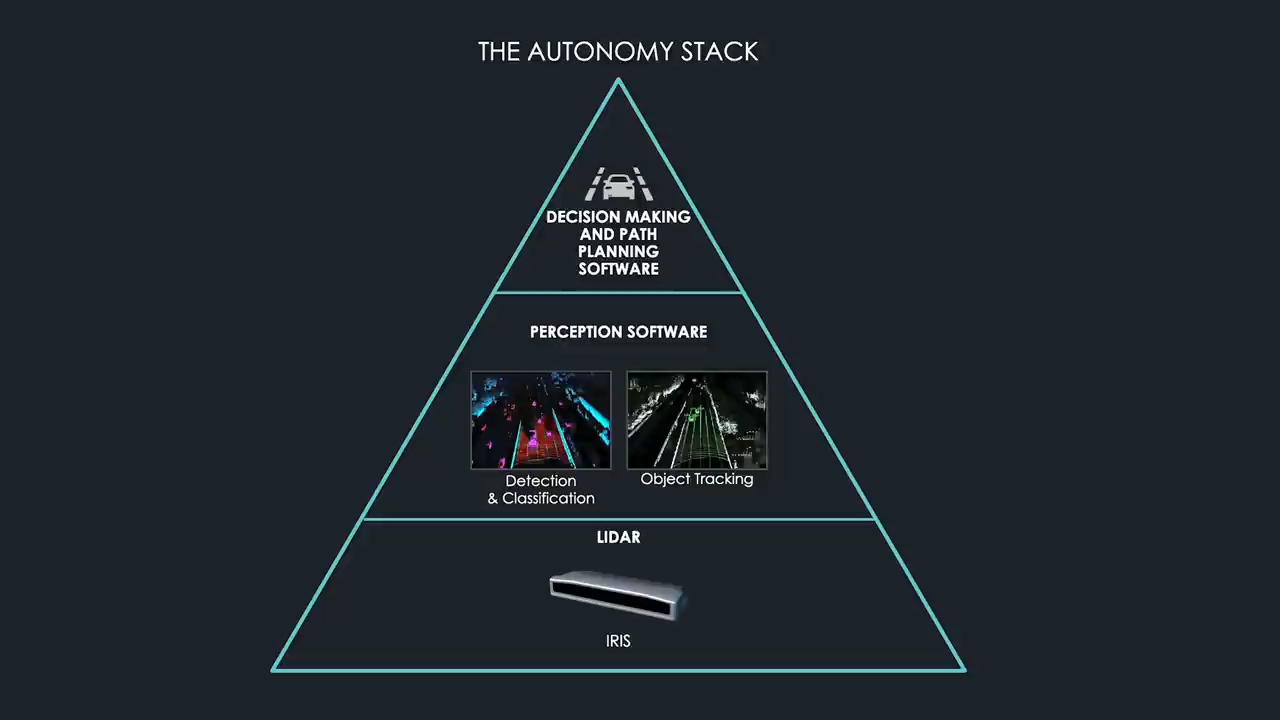 THE AUTONOMY STACK
DECISION MAKING
AND PATH
PLANNING
SOFTWARE
PERCEPTION SOFTWARE
Detection
& Classification
Object Tracking
LIDAR
IRIS